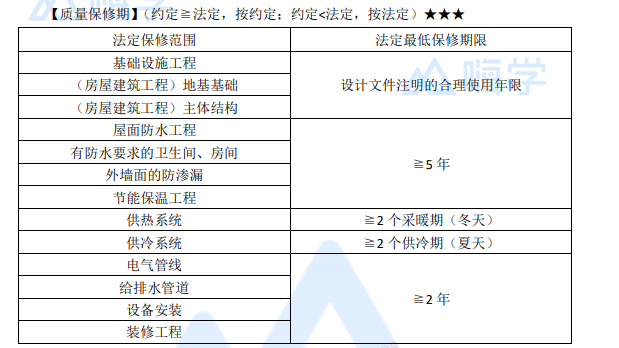 【质量保修期】（约定≧法定，按约定；约定<法定，按法定）★★★
法定保修范围 法定最低保修期限
基础设施工程
（房屋建筑工程）地基基础
（房屋建筑工程）主体结构
设计文件注明的合理使用年限
屋面防水工程
有防水要求的卫生间、房间
外墙面的防渗漏
节能保温工程
≧5 年
供热系统 ≧2 个采暖期（冬天）
供冷系统 ≧2 个供冷期（夏天）
电气管线
给排水管道
设备安装
装修工程
≧2 年
嗨学